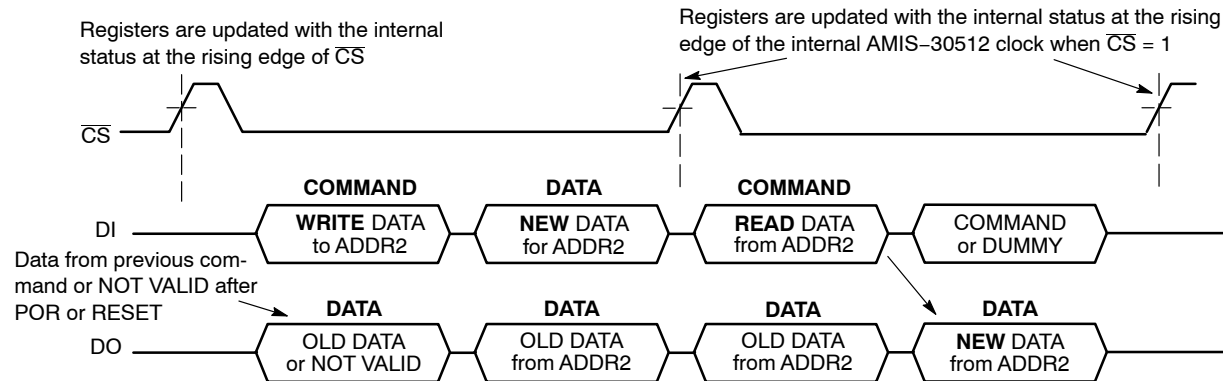 Registers are updated with the internal
status at the rising edge of CS
Registers are updated with the internal status at the rising
edge of the internal AMIS−30512 clock when CS = 1
CS
COMMAND
DATA
COMMAND
DI
WRITE DATA
to ADDR2
NEW DATA
for ADDR2
READ DATA
from ADDR2
COMMAND
or DUMMY
Data from previous com-
mand or NOT VALID after
POR or RESET
DATA
DATA
DATA
DATA
DO
OLD DATA
or NOT VALID
OLD DATA
from ADDR2
OLD DATA
from ADDR2
NEW DATA
from ADDR2